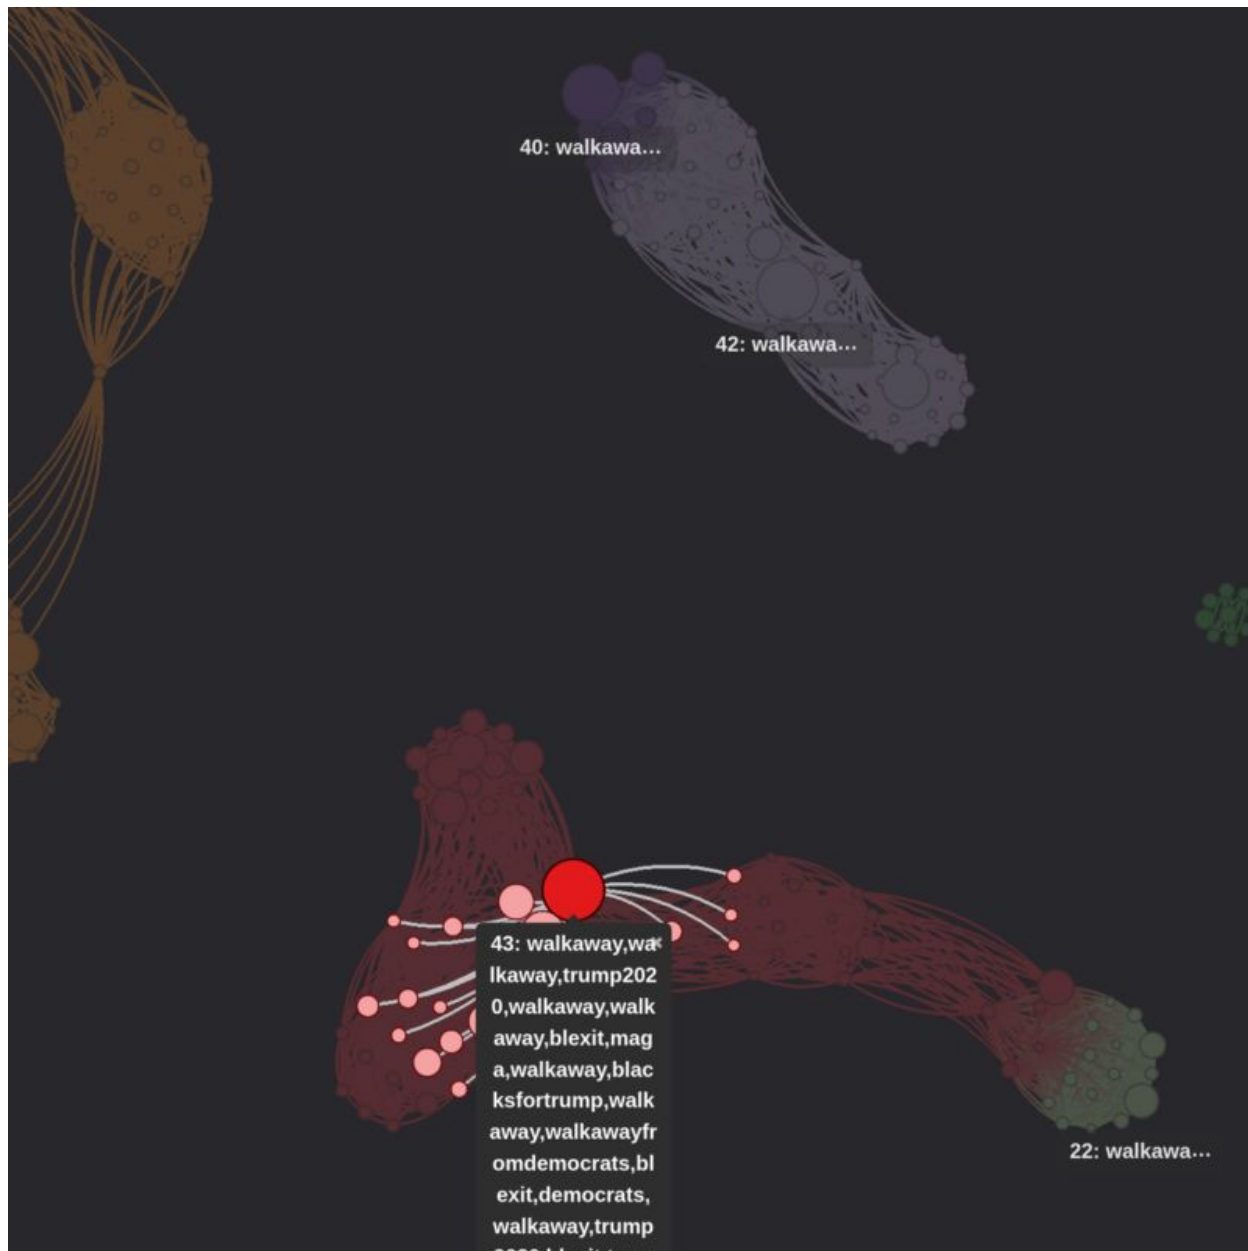 40: walkawa...
42: walkawa...
43: walkaway,wa
lkaway,trump202
0,walkaway,walk
away,blexit,mag
a,walkaway,blac
ksfortrump,walk
away,walkawayfr
omdemocrats,bl
exit,democrats,
walkaway,trump
22: walkawa...